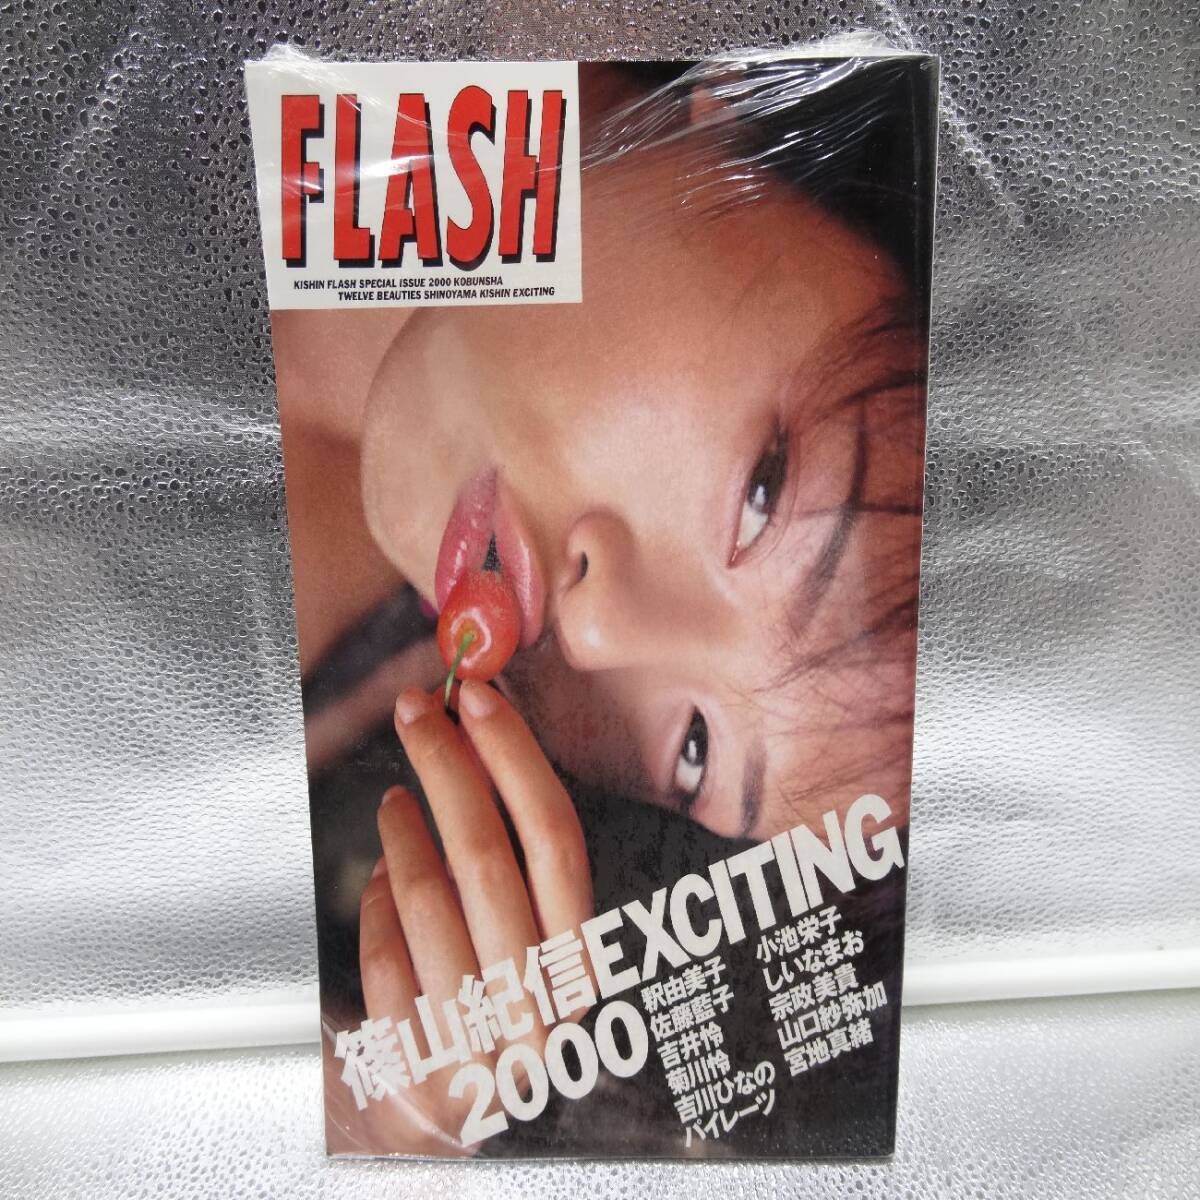 FLASH
KISHIN FLASH SPECIAL ISSUE 2000 KOBUNSHA
TWELVE BEAUTIES SHINOYAMA KISHIN EXCITING
篠山紀信EXCITING
2000
釈由美子
佐藤藍子
吉井怜
菊川怜
吉川ひなの
パイレーツ
小池栄子
しいなまお
宗政美貴
山口紗弥加
宮地真緒